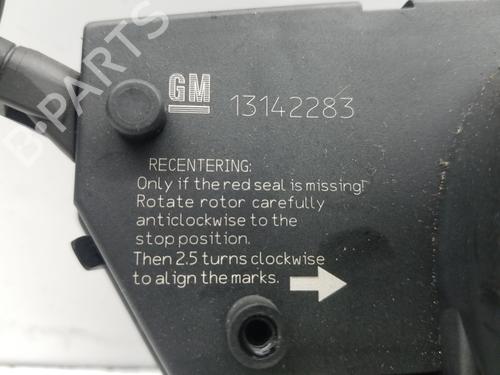 B-PARTS
GM 13142283
RECENTERING:
Only if the red seal is missing!
Rotate rotor carefully
anticlockwise to the
stop position.
Then 2.5 turns clockwise
to align the marks.